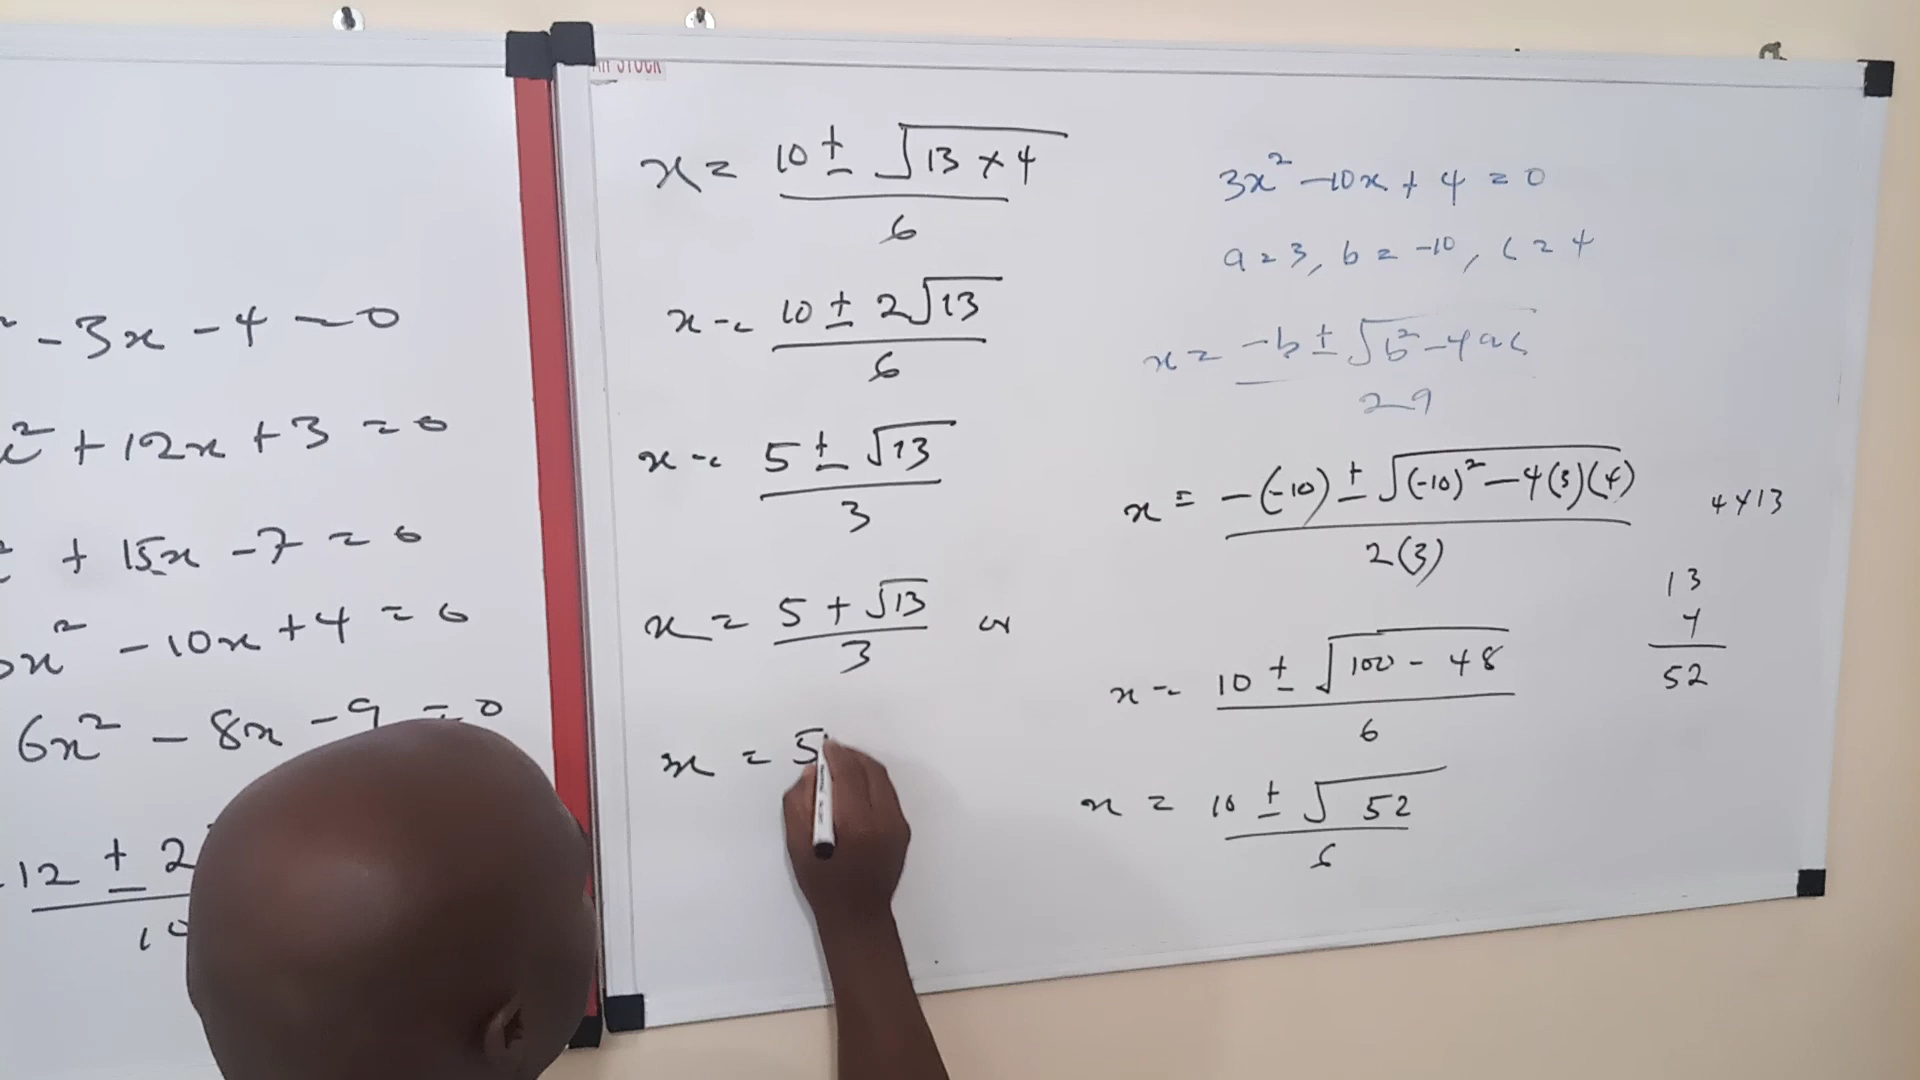 - 3x - 4 = 0
x² + 12x + 3 = 0
+ 15x - 7 = 0
x² - 10x + 4 = 0
6x² - 8x - 9 = 0
12 ± 2
10
x = 10 ± √13 × 4
6
x = 10 ± 2√13
6
x = 5 ± √13
3
x = 5 + √13 or
3
x = 5
3x² - 10x + 4 = 0
a = 3, b = -10, c = 4
x = -b ± √b² - 4ac
2a
x = -(-10) ± √(-10)² - 4(3)(4)
2(3)
4 × 13
13
4
52
x = 10 ± √100 - 48
6
x = 10 ± √52
6